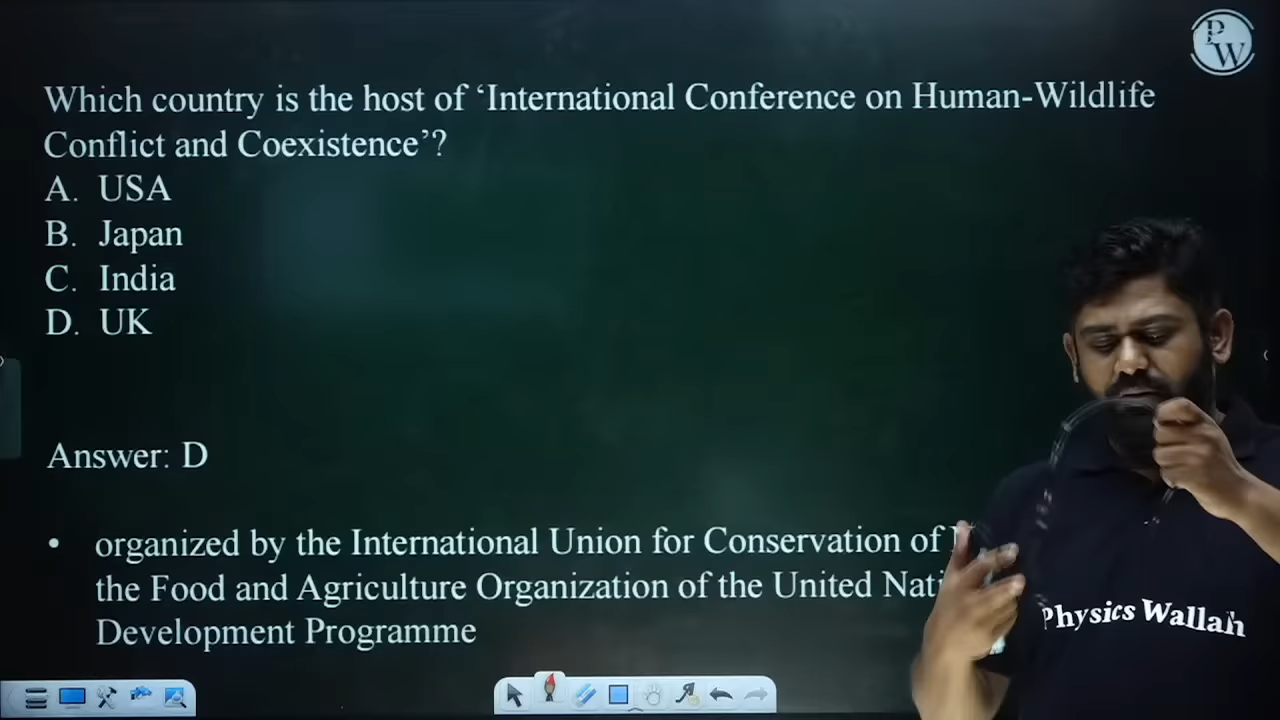 PW
Which country is the host of ‘International Conference on Human-Wildlife
Conflict and Coexistence’?
A. USA
B. Japan
C. India
D. UK
Answer: D
• organized by the International Union for Conservation of
the Food and Agriculture Organization of the United
Development Programme
Physics Wallah